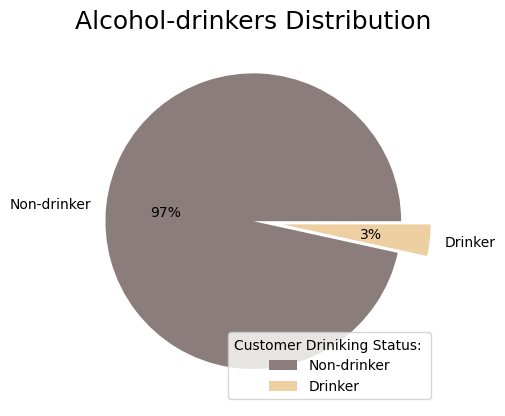 Alcohol-drinkers Distribution
Non-drinker
97%
3%
Drinker
Customer Driniking Status:
Non-drinker
Drinker